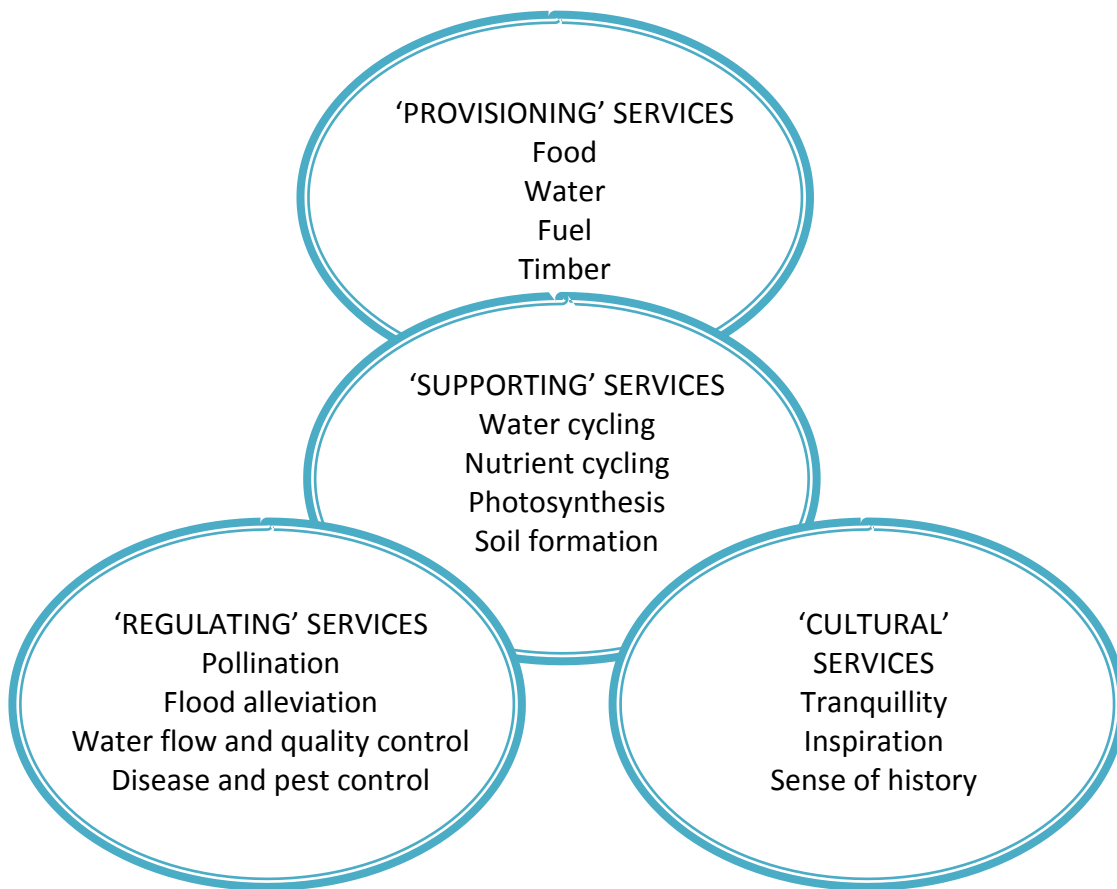 ‘PROVISIONING’ SERVICES
Food
Water
Fuel
Timber
‘SUPPORTING’ SERVICES
Water cycling
Nutrient cycling
Photosynthesis
Soil formation
‘REGULATING’ SERVICES
Pollination
Flood alleviation
Water flow and quality control
Disease and pest control
‘CULTURAL’
SERVICES
Tranquillity
Inspiration
Sense of history